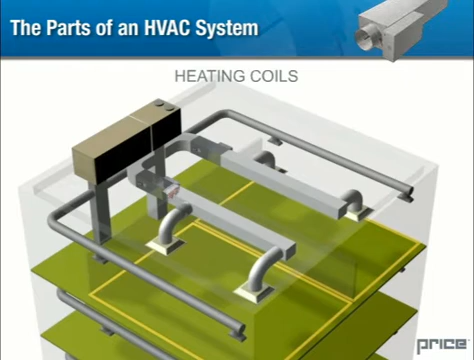 The Parts of an HVAC System
HEATING COILS
PRICE